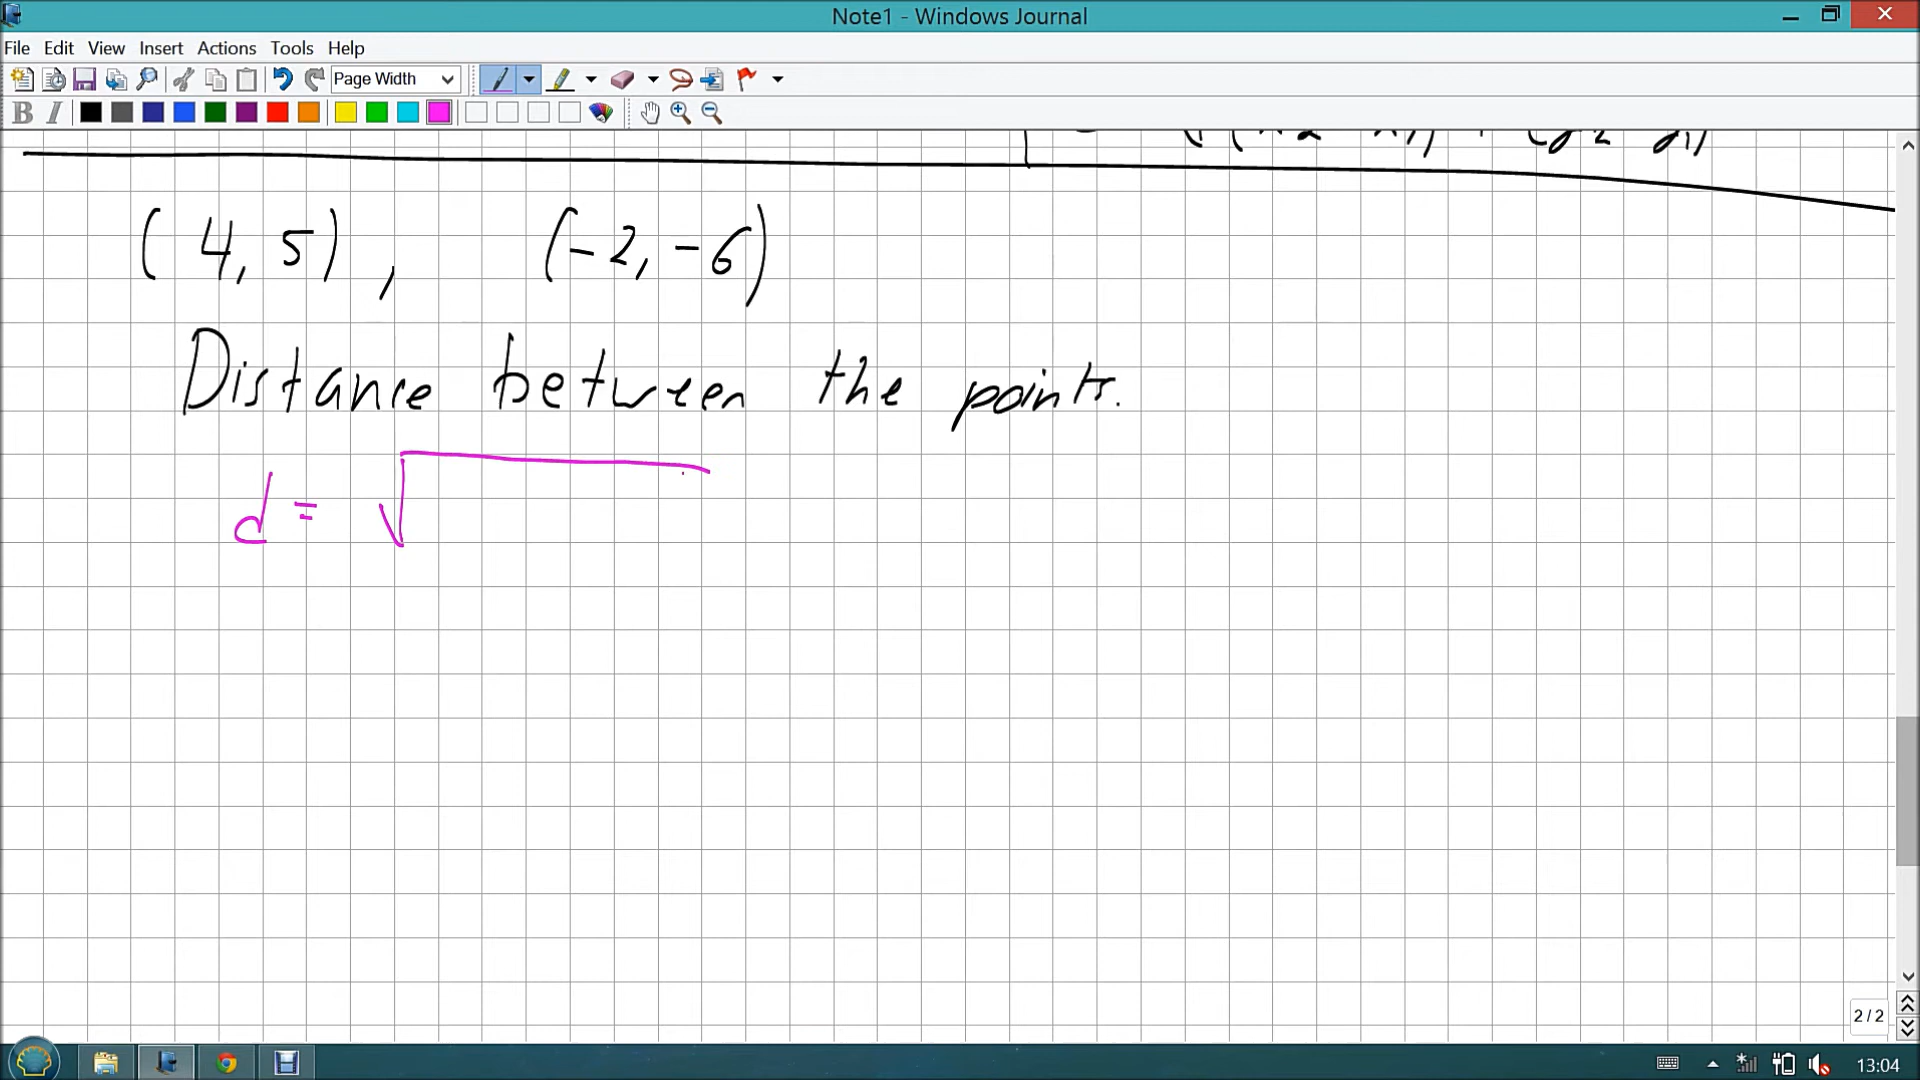 Note1 - Windows Journal
File Edit View Insert Actions Tools Help
Page Width
B I
(4, 5), (-2, -6)
Distance between the points.
d = √
2 / 2
13:04